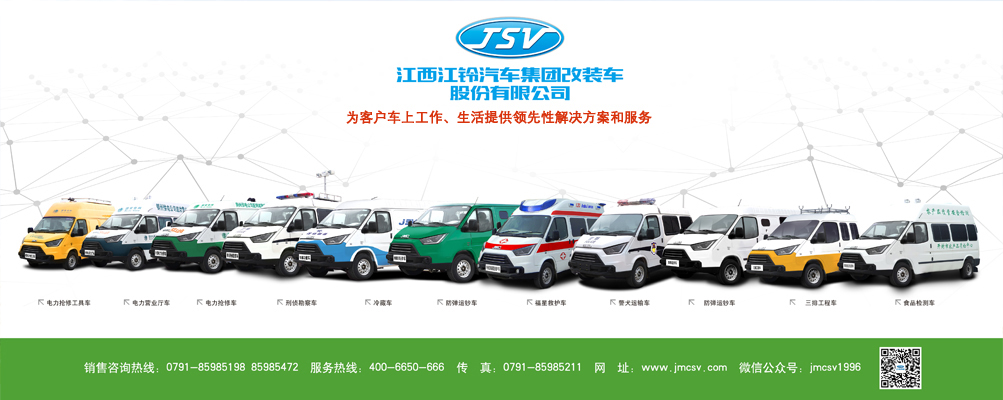 JSV
江西江铃汽车集团改装车
股份有限公司
为客户车上工作、生活提供领先性解决方案和服务
电力抢修工具车
电力营业厅车
电力抢修车
刑侦勘察车
冷藏车
防弹运钞车
福星救护车
警犬运输车
防弹运钞车
三排工程车
食品检测车
销售咨询热线：0791-85985198 85985472 服务热线：400-6650-666 传 真：0791-85985211 网 址：www.jmcsv.com 微信公众号：jmcsv1996